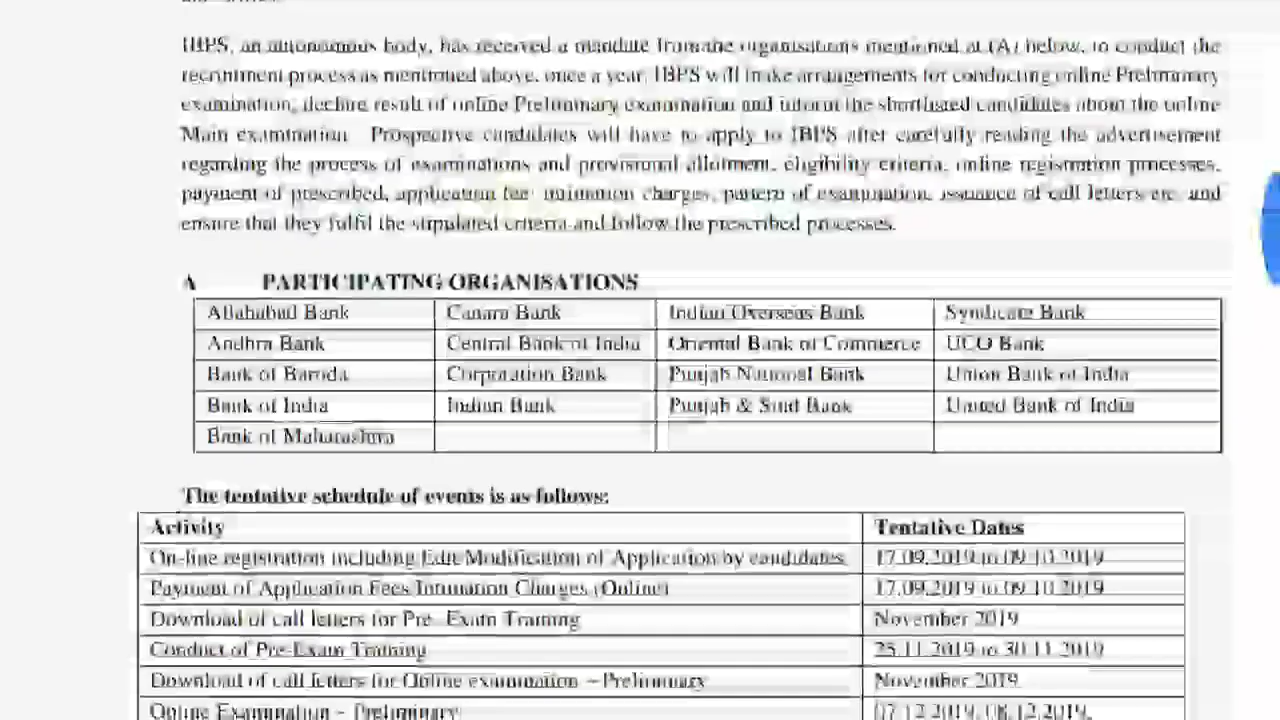 IBPS, an autonomous body, has received a mandate from the organisations mentioned at (A) below, to conduct the
recruitment process as mentioned above, once a year. IBPS will make arrangements for conducting online Preliminary
examination, declare result of online Preliminary examination and inform the shortlisted candidates about the online
Main examination. Prospective candidates will have to apply to IBPS after carefully reading the advertisement
regarding the process of examinations and provisional allotment, eligibility criteria, online registration processes,
payment of prescribed, application fee/ intimation charges, pattern of examination, issuance of call letters etc. and
ensure that they fulfil the stipulated criteria and follow the prescribed processes.
A PARTICIPATING ORGANISATIONS
Allahabad Bank Canara Bank Indian Overseas Bank Syndicate Bank
Andhra Bank Central Bank of India Oriental Bank of Commerce UCO Bank
Bank of Baroda Corporation Bank Punjab National Bank Union Bank of India
Bank of India Indian Bank Punjab & Sind Bank United Bank of India
Bank of Maharashtra
The tentative schedule of events is as follows:
Activity Tentative Dates
On-line registration including Edit/Modification of Application by candidates 17.09.2019 to 09.10.2019
Payment of Application Fees/Intimation Charges (Online) 17.09.2019 to 09.10.2019
Download of call letters for Pre- Exam Training November 2019
Conduct of Pre-Exam Training 25.11.2019 to 30.11.2019
Download of call letters for Online examination – Preliminary November 2019
Online Examination – Preliminary 07.12.2019, 08.12.2019,